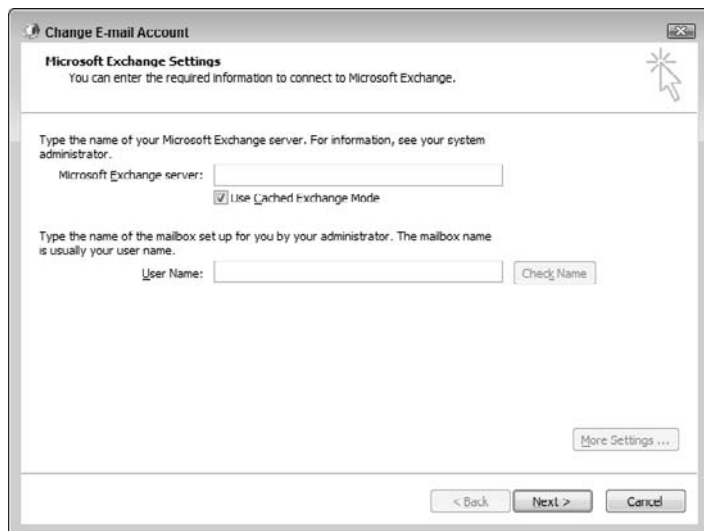 Change E-mail Account
Microsoft Exchange Settings
You can enter the required information to connect to Microsoft Exchange.
Type the name of your Microsoft Exchange server. For information, see your system
administrator.
Microsoft Exchange server:
Use Cached Exchange Mode
Type the name of the mailbox set up for you by your administrator. The mailbox name
is usually your user name.
User Name:
Check Name
More Settings ...
< Back
Next >
Cancel